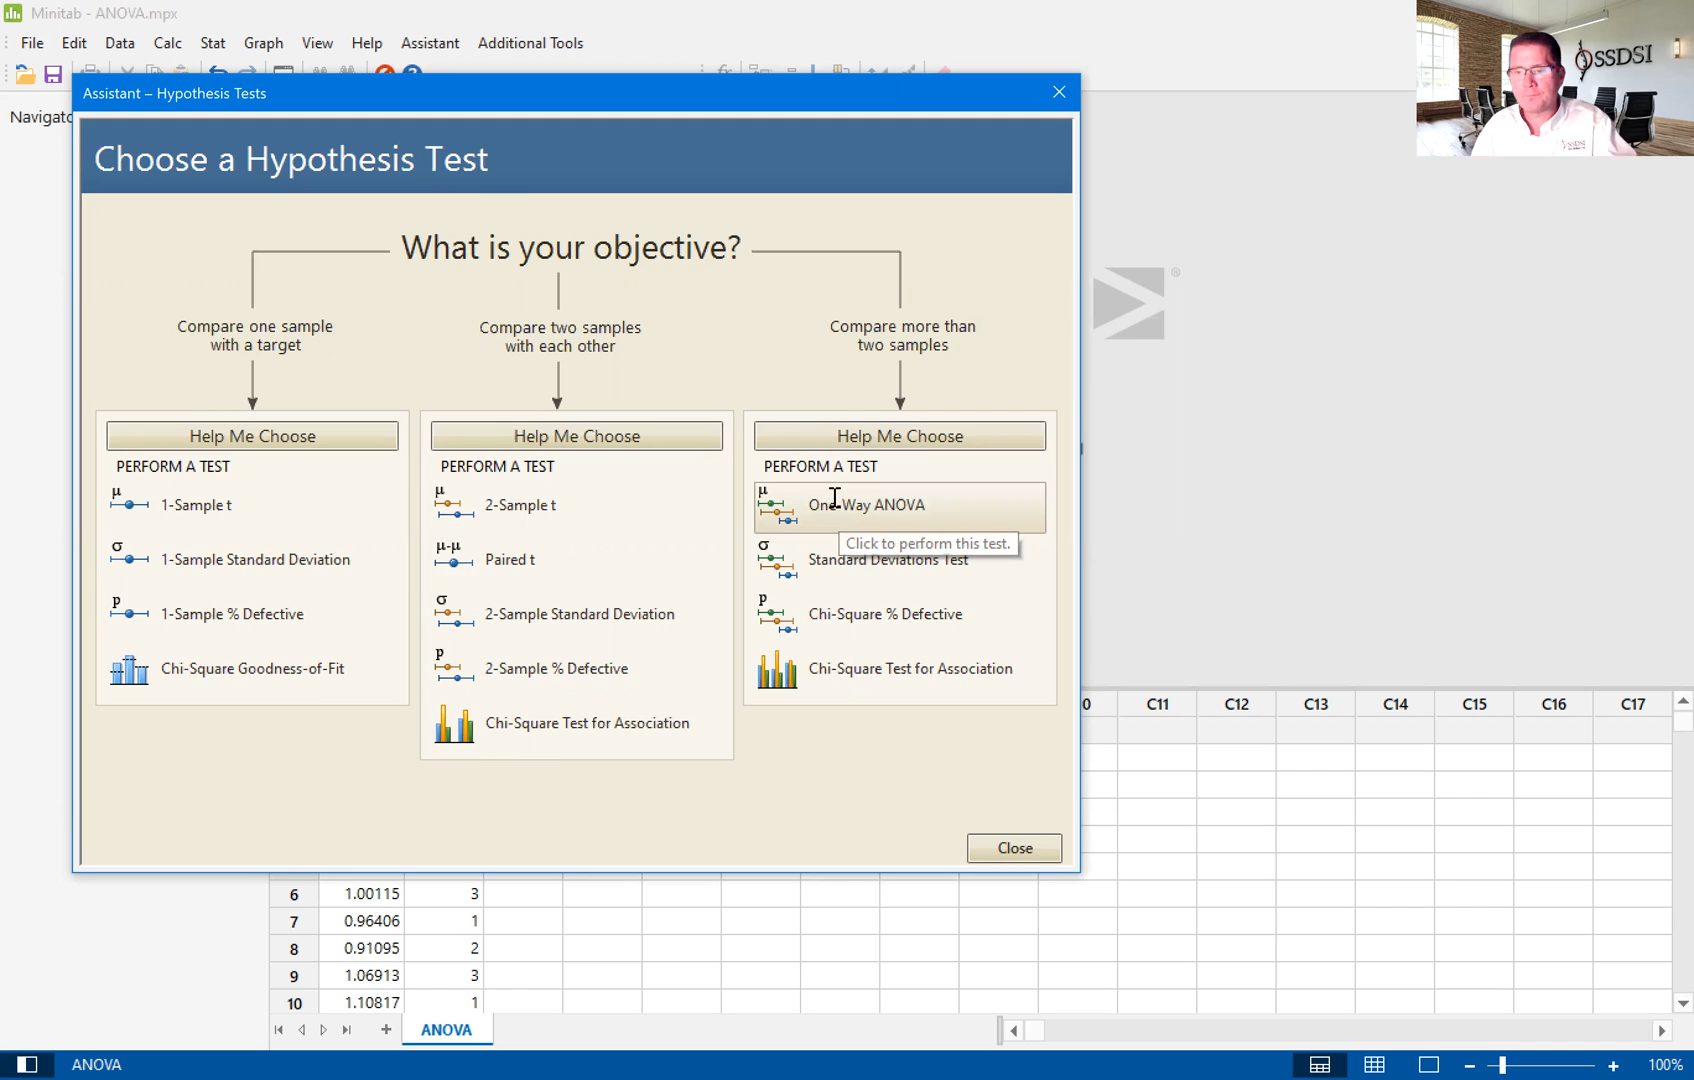 Minitab - ANOVA.mpx
File Edit Data Calc Stat Graph View Help Assistant Additional Tools
SSDSI
SSDSI
Navigato
Assistant – Hypothesis Tests
Choose a Hypothesis Test
What is your objective?
Compare one sample
with a target
Compare two samples
with each other
Compare more than
two samples
Help Me Choose
PERFORM A TEST
μ
1-Sample t
σ
1-Sample Standard Deviation
p
1-Sample % Defective
Chi-Square Goodness-of-Fit
Help Me Choose
PERFORM A TEST
μ
2-Sample t
μ-μ
Paired t
σ
2-Sample Standard Deviation
p
2-Sample % Defective
Chi-Square Test for Association
Help Me Choose
PERFORM A TEST
μ
One-Way ANOVA
Click to perform this test.
σ
Standard Deviations Test
p
Chi-Square % Defective
Chi-Square Test for Association
Close
®
0 C11 C12 C13 C14 C15 C16 C17
6 1.00115 3
7 0.96406 1
8 0.91095 2
9 1.06913 3
10 1.10817 1
ANOVA
ANOVA
100%